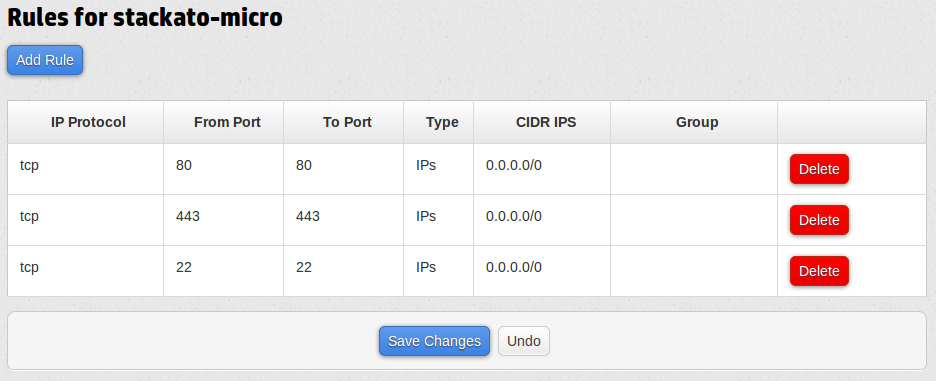 Rules for stackato-micro
Add Rule
IP Protocol From Port To Port Type CIDR IPS Group
tcp 80 80 IPs 0.0.0.0/0 Delete
tcp 443 443 IPs 0.0.0.0/0 Delete
tcp 22 22 IPs 0.0.0.0/0 Delete
Save Changes Undo